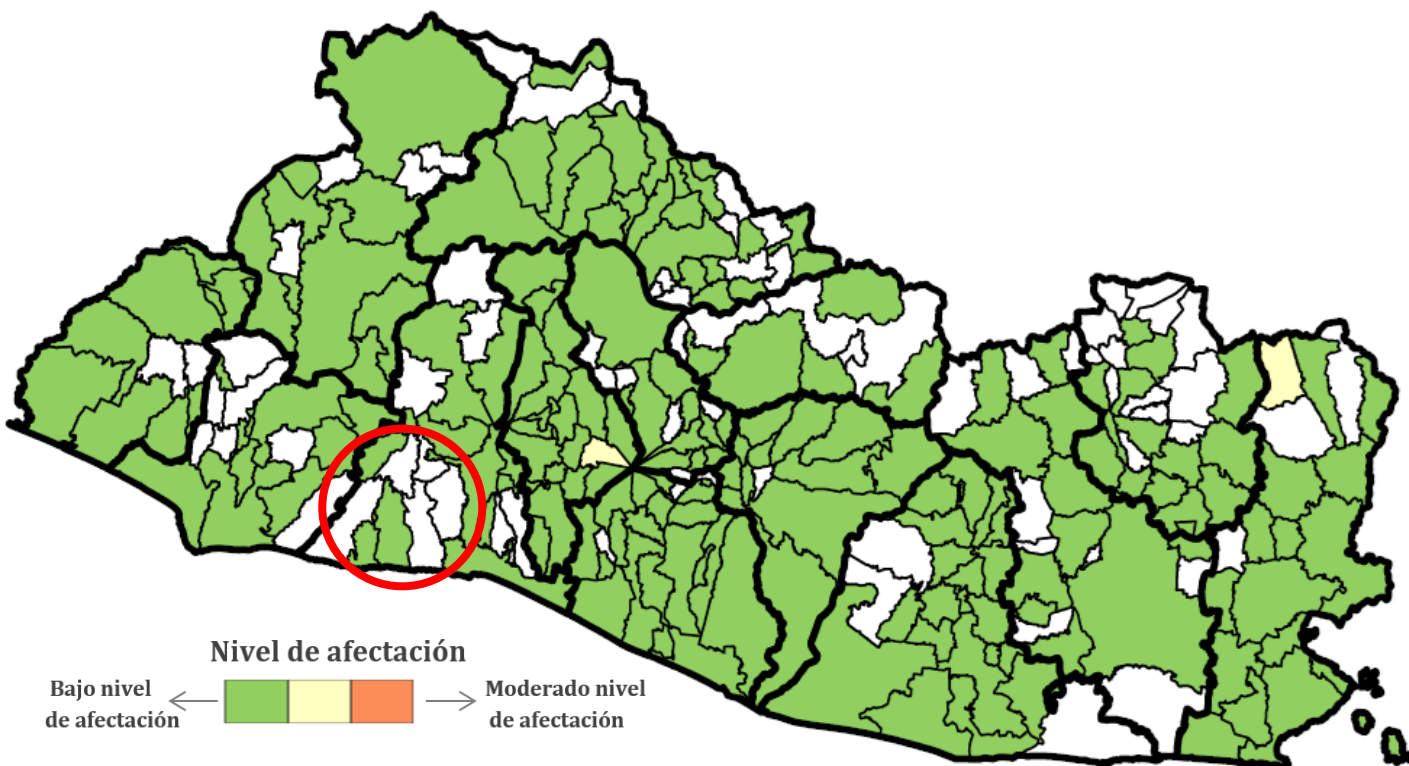 Nivel de afectación
Bajo nivel
de afectación
Moderado nivel
de afectación